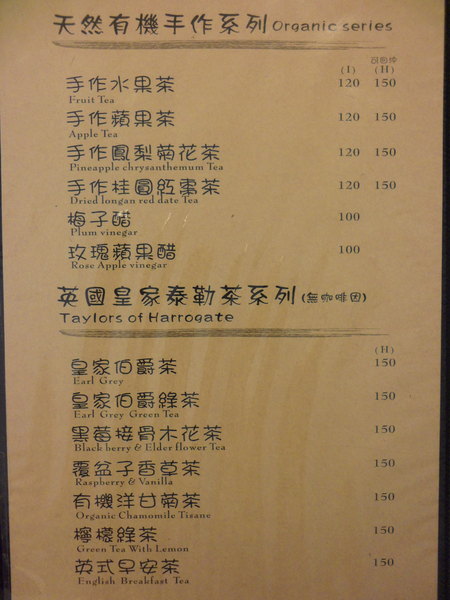 天然有機手作系列 Organic series
可回沖
(I) (H)
手作水果茶 120 150
Fruit Tea
手作蘋果茶 120 150
Apple Tea
手作鳳梨菊花茶 120 150
Pineapple chrysanthemum Tea
手作桂圓紅棗茶 120 150
Dried longan red date Tea
梅子醋 100
Plum vinegar
玫瑰蘋果醋 100
Rose Apple vinegar
英國皇家泰勒茶系列(無咖啡因)
Taylors of Harrogate
(H)
皇家伯爵茶 150
Earl Grey
皇家伯爵綠茶 150
Earl Grey Green Tea
黑莓接骨木花茶 150
Black berry & Elder flower Tea
覆盆子香草茶 150
Raspberry & Vanilla
有機洋甘菊茶 150
Organic Chamomile Tisane
檸檬綠茶 150
Green Tea With Lemon
英式早安茶 150
English Breakfast Tea